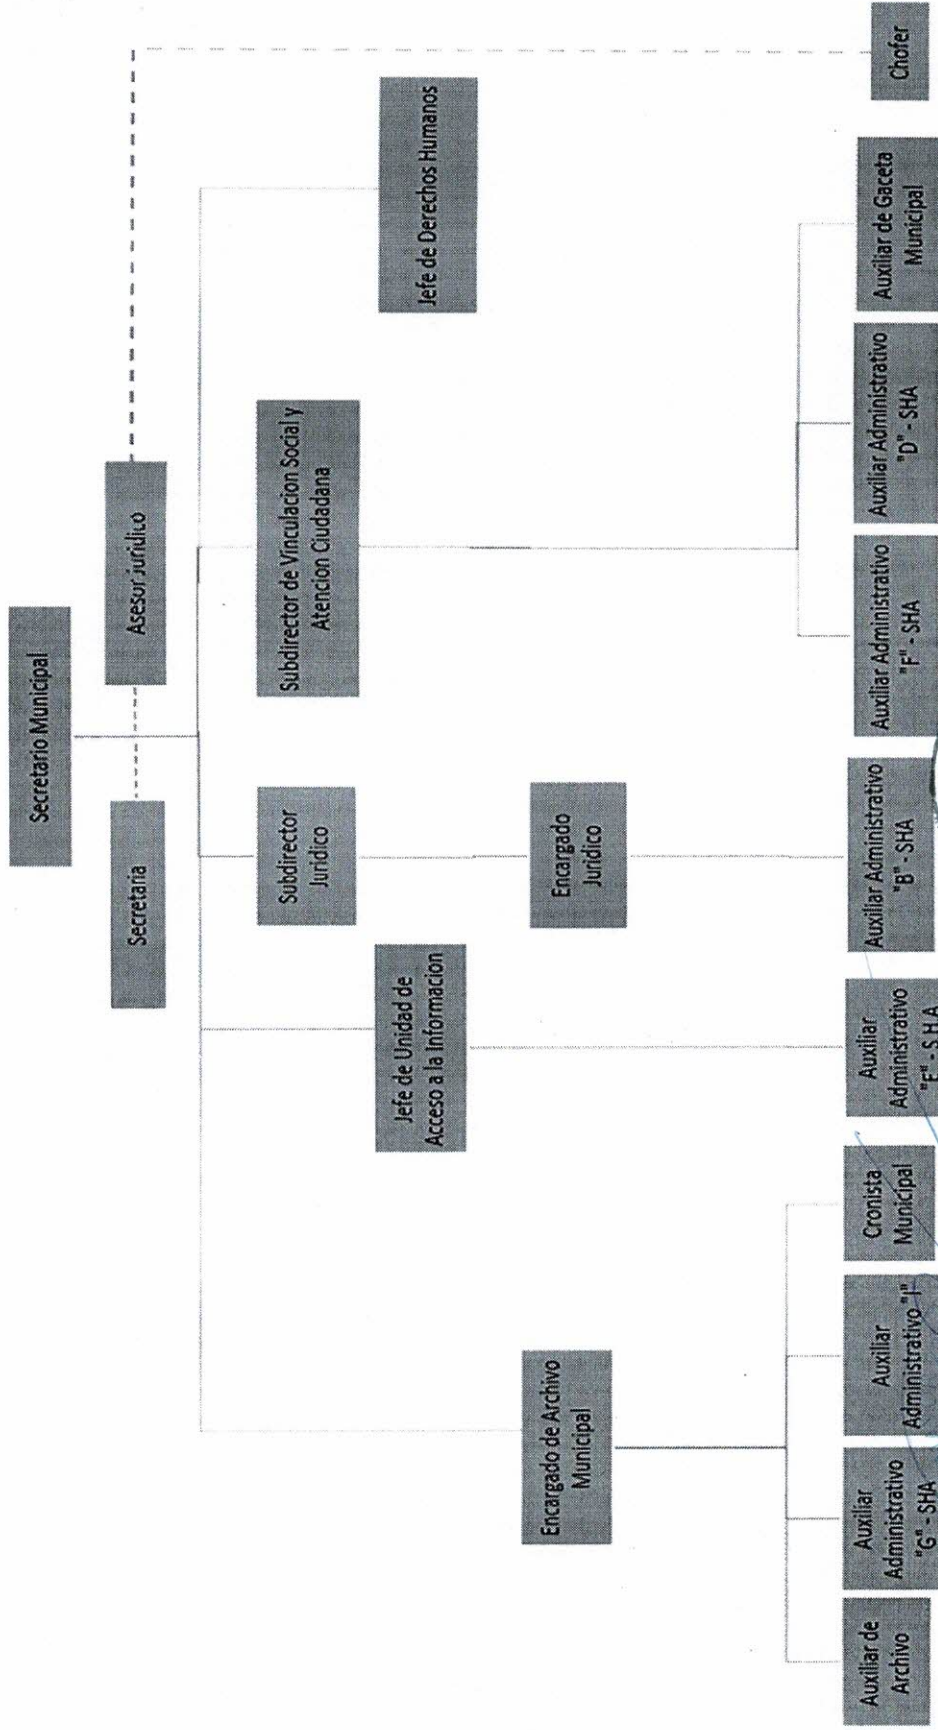 Secretario Municipal
Secretaria
Asesor Jurídico
Subdirector
Jurídico
Subdirector de Vinculacion Social y
Atencion Ciudadana
Jefe de Unidad de
Acceso a la Informacion
Jefe de Derechos Humanos
Encargado de Archivo
Municipal
Encargado
Jurídico
Auxiliar de
Archivo
Auxiliar
Administrativo
"G" - SHA
Auxiliar
Administrativo "I"
Cronista
Municipal
Auxiliar
Administrativo
"E" - S H A
Auxiliar Administrativo
"B" - SHA
Auxiliar Administrativo
"F" - SHA
Auxiliar Administrativo
"D" - SHA
Auxiliar de Gaceta
Municipal
Chofer